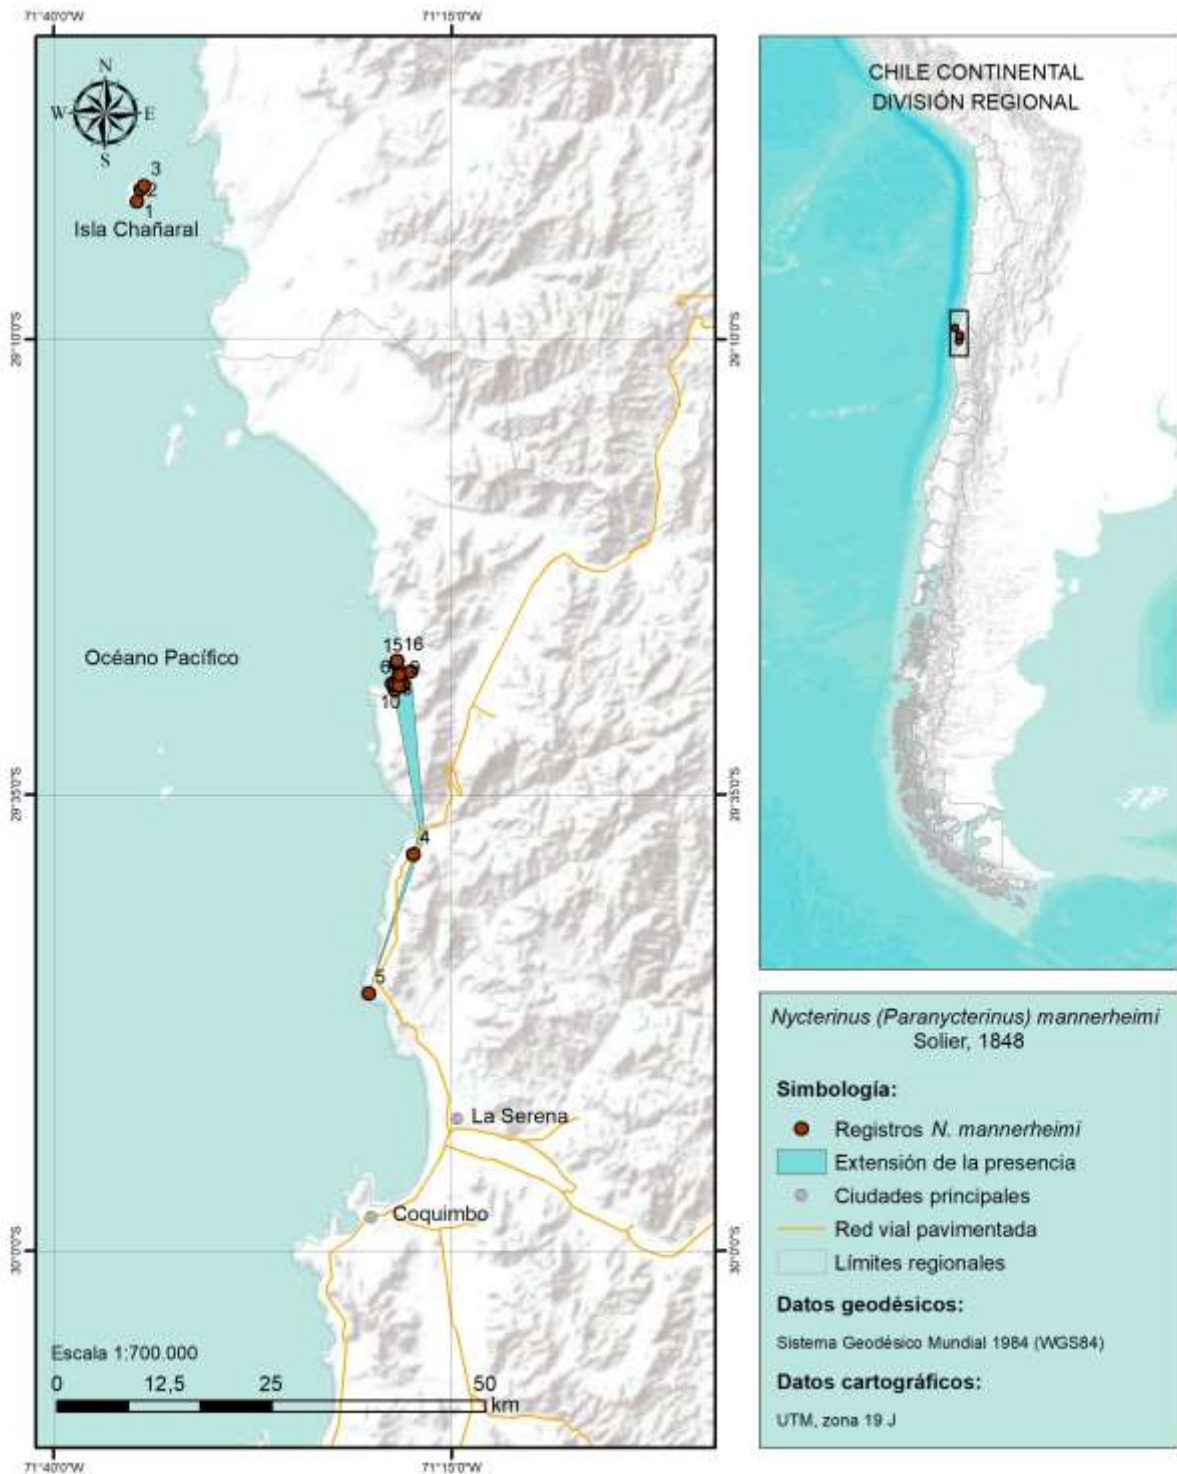 71°40'0"W
71°15'0"W
N
W
E
S
3
2
1
Isla Chañaral
29°10'0"S
29°10'0"S
Océano Pacífico
15
16
6
9
10
29°35'0"S
29°35'0"S
4
5
La Serena
Coquimbo
30°0'0"S
30°0'0"S
Escala 1:700.000
0
12,5
25
50
km
71°40'0"W
71°15'0"W
CHILE CONTINENTAL
DIVISIÓN REGIONAL
Nycterinus (Paranycterinus) mannerheimi
Solier, 1848
Simbología:
Registros N. mannerheimi
Extensión de la presencia
Ciudades principales
Red vial pavimentada
Límites regionales
Datos geodésicos:
Sistema Geodésico Mundial 1984 (WGS84)
Datos cartográficos:
UTM, zona 19 J